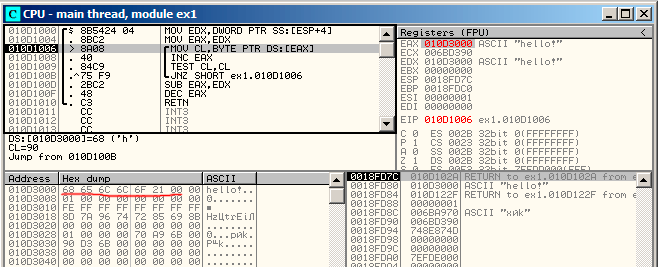 CPU - main thread, module ex1
010D1000 $ 8B5424 04 MOV EDX,DWORD PTR SS:[ESP+4]
010D1004 . 8BC2 MOV EAX,EDX
010D1006 > 8A08 MOV CL,BYTE PTR DS:[EAX]
010D1008 . 40 INC EAX
010D1009 . 84C9 TEST CL,CL
010D100B .^75 F9 JNZ SHORT ex1.010D1006
010D100D . 2BC2 SUB EAX,EDX
010D100F . 48 DEC EAX
010D1010 . C3 RETN
010D1011 CC INT3
010D1012 CC INT3
010D1013 CC INT3
DS:[010D3000]=68 ('h')
CL=90
Jump from 010D100B
Registers (FPU) <
EAX 010D3000 ASCII "hello!"
ECX 006BD390
EDX 010D3000 ASCII "hello!"
EBX 00000000
ESP 0018FD7C
EBP 0018FDC0
ESI 00000001
EDI 00000000
EIP 010D1006 ex1.010D1006
C 0 ES 002B 32bit 0(FFFFFFFF)
P 1 CS 0023 32bit 0(FFFFFFFF)
A 0 SS 002B 32bit 0(FFFFFFFF)
Z 0 DS 002B 32bit 0(FFFFFFFF)
Address Hex dump ASCII
010D3000 68 65 6C 6C 6F 21 00 00 hello!..
010D3008 01 00 00 00 00 00 00 00
010D3010 FE FF FF FF FF FF FF FF
010D3018 8D 7A 96 74 72 85 69 8B
010D3020 00 00 00 00 00 00 00 00 ........
010D3028 01 00 00 00 70 A9 6B 00
010D3030 90 D3 6B 00 00 00 00 00
010D3038 00 00 00 00 00 00 00 00 ........
010D3040 00 00 00 00 00 00 00 00 ........
0018FD7C 010D102A RETURN to ex1.010D102A from e
0018FD80 010D3000 ASCII "hello!"
0018FD84 010D122F RETURN to ex1.010D122F from e
0018FD88 00000001
0018FD8C 006BA970 ASCII
0018FD90 006BD390
0018FD94 748E874D
0018FD98 00000000
0018FD9C 00000000
0018FDA0 7EFDE000